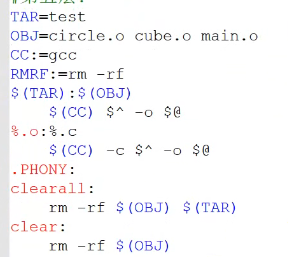 TAR=test
OBJ=circle.o cube.o main.o
CC:=gcc
RMRF:=rm -rf
$(TAR):$(OBJ)
    $(CC) $^ -o $@
%.o:%.c
    $(CC) -c $^ -o $@
.PHONY:
clearall:
    rm -rf $(OBJ) $(TAR)
clear:
    rm -rf $(OBJ)